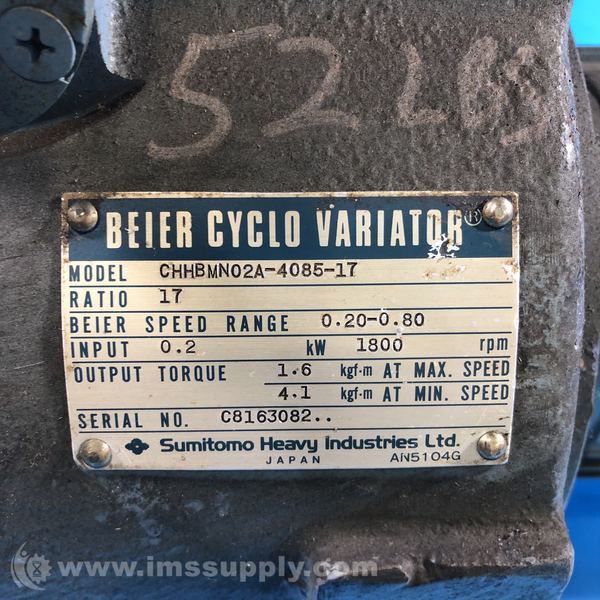 52 LBS
BEIER CYCLO VARIATOR®
MODEL CHHBMN02A-4085-17
RATIO 17
BEIER SPEED RANGE 0.20-0.80
INPUT 0.2 kW 1800 rpm
OUTPUT TORQUE 1.6 kgf-m AT MAX. SPEED
4.1 kgf-m AT MIN. SPEED
SERIAL NO. C8163082..
Sumitomo Heavy Industries Ltd.
JAPAN AN5104G
www.imssupply.com